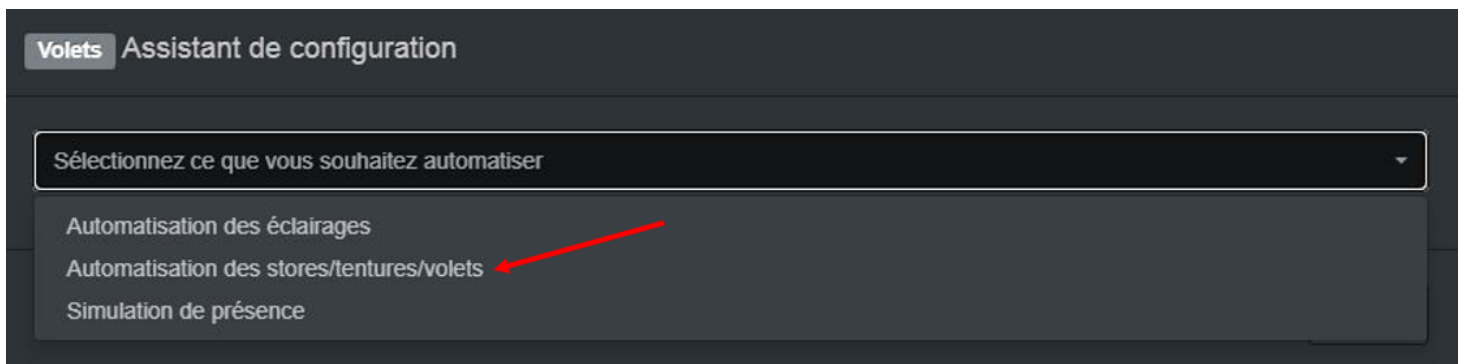 Volets Assistant de configuration
Sélectionnez ce que vous souhaitez automatiser
Automatisation des éclairages
Automatisation des stores/tentures/volets
Simulation de présence